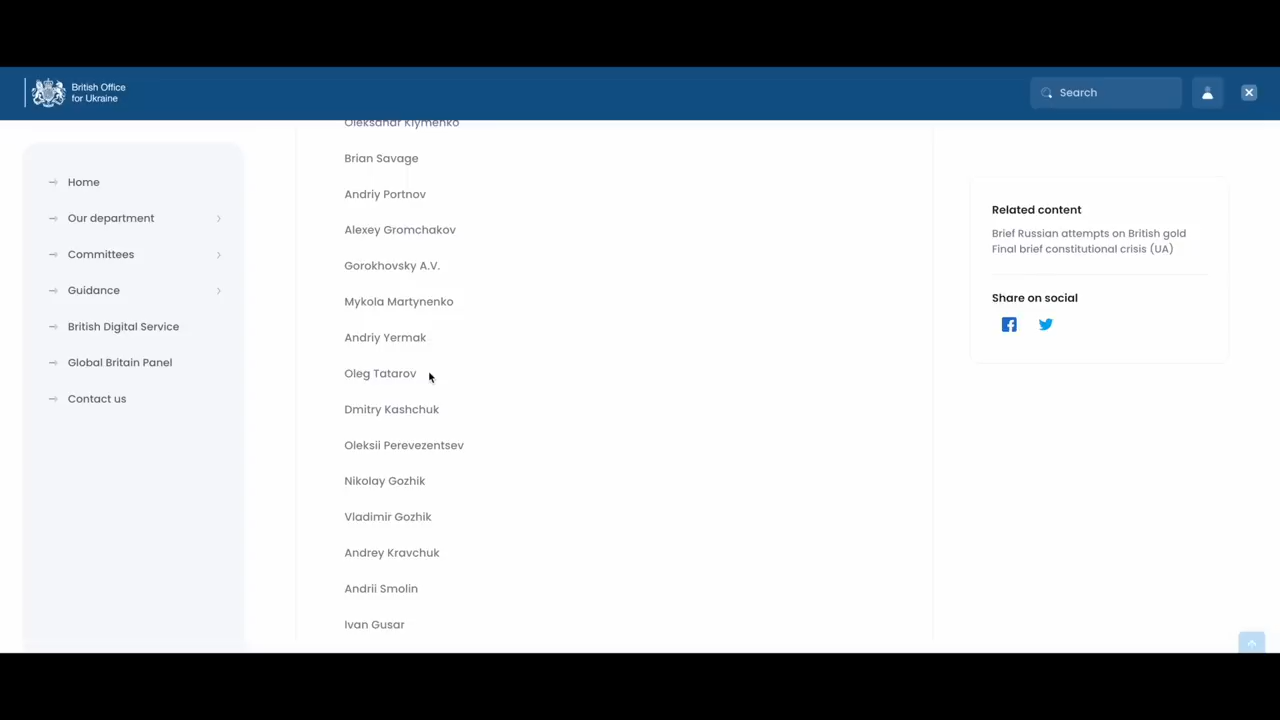 British Office
for Ukraine
Search
Home
Our department
Committees
Guidance
British Digital Service
Global Britain Panel
Contact us
Oleksandr Klymenko
Brian Savage
Andriy Portnov
Alexey Gromchakov
Gorokhovsky A.V.
Mykola Martynenko
Andriy Yermak
Oleg Tatarov
Dmitry Kashchuk
Oleksii Perevezentsev
Nikolay Gozhik
Vladimir Gozhik
Andrey Kravchuk
Andrii Smolin
Ivan Gusar
Related content
Brief Russian attempts on British gold
Final brief constitutional crisis (UA)
Share on social